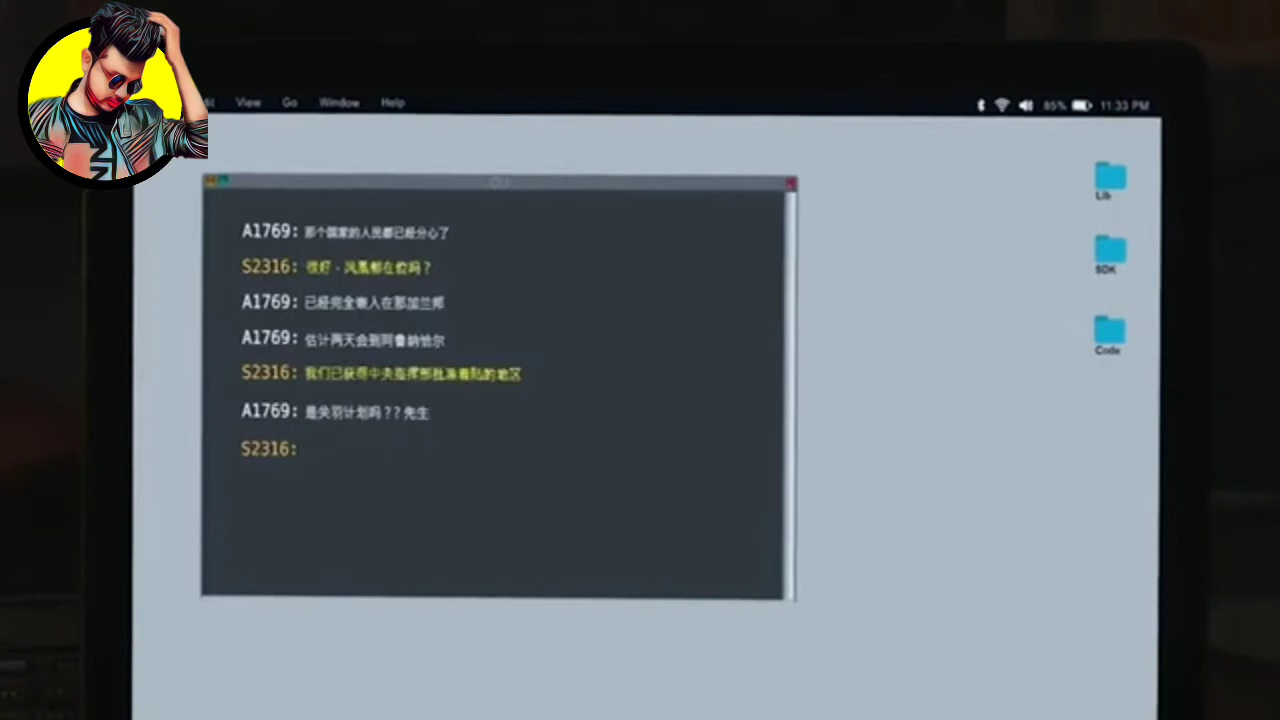 View Go Window Help 85% 11:33 PM
A1769: 那个国家的人民都已经分心了
S2316: 很好。凤凰都在位吗？
A1769: 已经完全嵌入在那加兰邦
A1769: 估计两天会到阿鲁纳恰尔
S2316: 我们已获得中央指挥部批准着陆的地区
A1769: 是尖羽计划吗？？先生
S2316:
Lib
SDK
Code